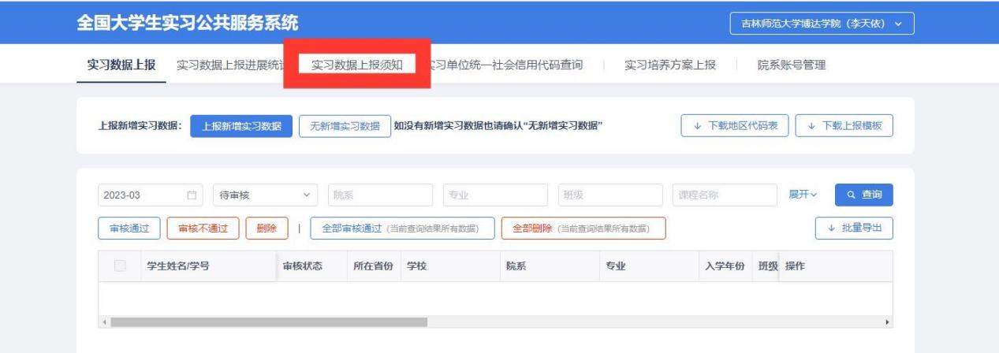 全国大学生实习公共服务系统
吉林师范大学博达学院（李天依）
实习数据上报 实习数据上报进展统 实习数据上报须知 实习单位统一社会信用代码查询 实习培养方案上报 院系账号管理
上报新增实习数据： 上报新增实习数据 无新增实习数据 如没有新增实习数据也请确认“无新增实习数据” 下载地区代码表 下载上报模板
2023-03 待审核 院系 专业 班级 课程名称 展开 查询
审核通过 审核不通过 删除 | 全部审核通过 (当前查询结果所有数据) 全部删除 (当前查询结果所有数据) 批量导出
学生姓名/学号 审核状态 所在省份 学校 院系 专业 入学年份 班级 操作